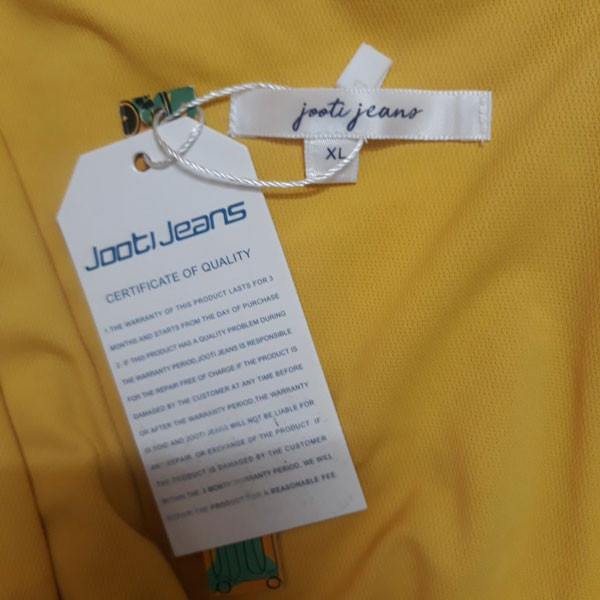 jooti jeans
XL
Jooti Jeans
CERTIFICATE OF QUALITY
1. THE WARRANTY OF THIS PRODUCT LASTS FOR 3
MONTHS AND STARTS FROM THE DAY OF PURCHASE
2. IF THIS PRODUCT HAS A QUALITY PROBLEM DURING
THE WARRANTY PERIOD,JOOTI JEANS IS RESPONSIBLE
FOR THE REPAIR FREE OF CHARGE.IF THE PRODUCT IS
DAMAGED BY THE CUSTOMER AT ANY TIME BEFORE
OR AFTER THE WARRANTY PERIOD,THE WARRANTY
IS VOID AND JOOTI JEANS WILL NOT BE LIABLE FOR
ANY REPAIR, OR EXCHANGE OF THE PRODUCT. IF
THE PRODUCT IS DAMAGED BY THE CUSTOMER
WITHIN THE 3 MONTH WARRANTY PERIOD, WE WILL
REPAIR THE PRODUCT FOR A REASONABLE FEE